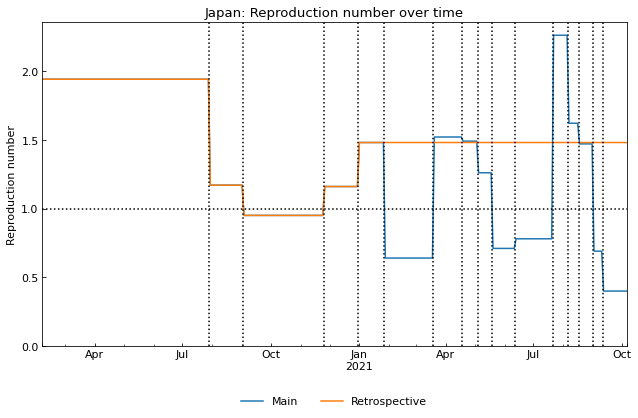 Japan: Reproduction number over time
Reproduction number
2.0
1.5
1.0
0.5
0.0
Apr
Jul
Oct
Jan
2021
Apr
Jul
Oct
Main
Retrospective